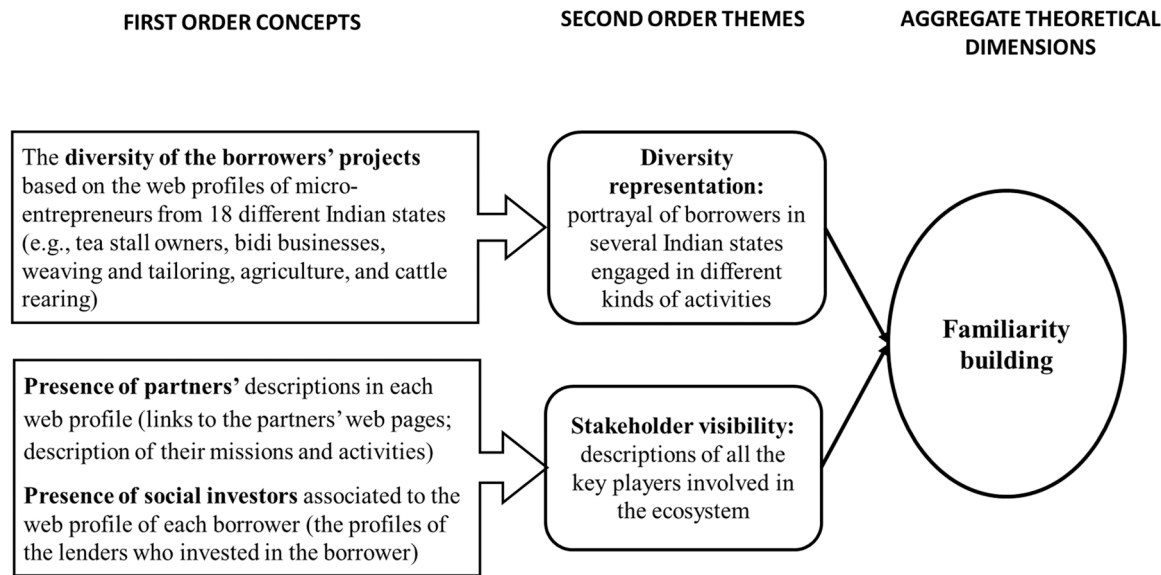 FIRST ORDER CONCEPTS
SECOND ORDER THEMES
AGGREGATE THEORETICAL
DIMENSIONS
The diversity of the borrowers’ projects
based on the web profiles of micro-
entrepreneurs from 18 different Indian states
(e.g., tea stall owners, bidi businesses,
weaving and tailoring, agriculture, and cattle
rearing)
Diversity
representation:
portrayal of borrowers in
several Indian states
engaged in different
kinds of activities
Presence of partners’ descriptions in each
web profile (links to the partners’ web pages;
description of their missions and activities)
Presence of social investors associated to the
web profile of each borrower (the profiles of
the lenders who invested in the borrower)
Stakeholder visibility:
descriptions of all the
key players involved in
the ecosystem
Familiarity
building